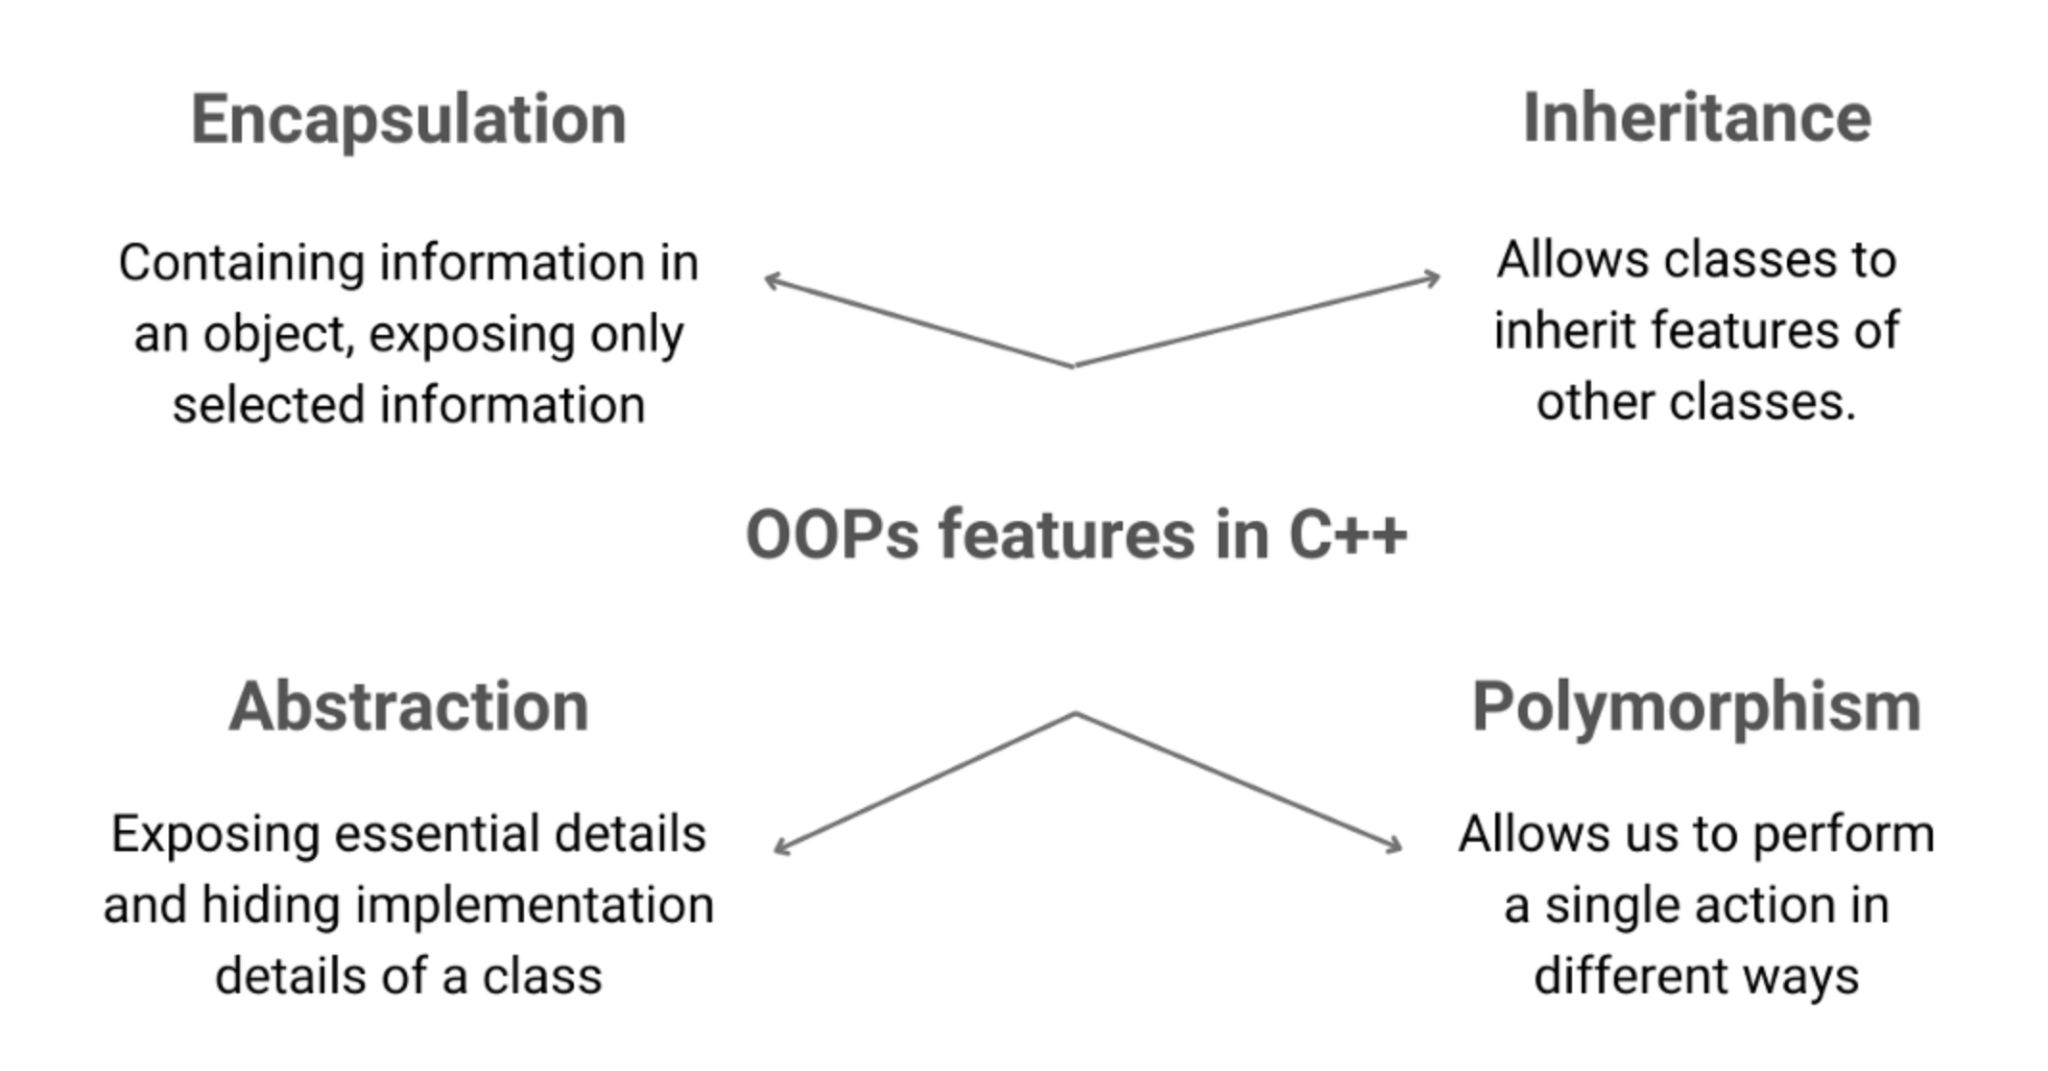 Encapsulation
Containing information in
an object, exposing only
selected information
Inheritance
Allows classes to
inherit features of
other classes.
OOPs features in C++
Abstraction
Exposing essential details
and hiding implementation
details of a class
Polymorphism
Allows us to perform
a single action in
different ways